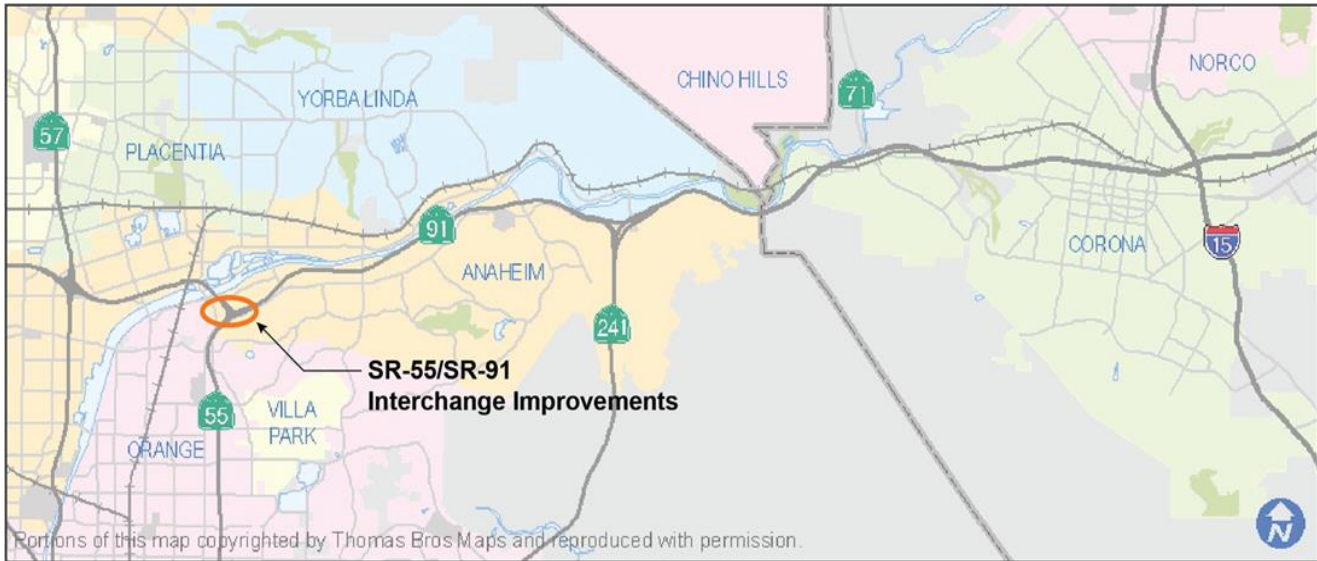 CHINO HILLS
71
NORCO
YORBA LINDA
57
PLACENTIA
91
ANAHEIM
CORONA
15
241
SR-55/SR-91
Interchange Improvements
55
VILLA
PARK
ORANGE
Portions of this map copyrighted by Thomas Bros Maps and reproduced with permission.
N